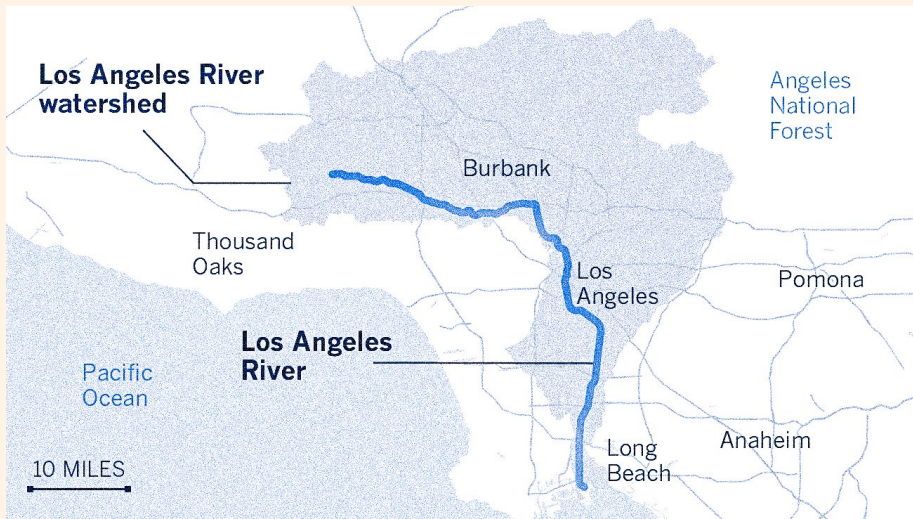 Los Angeles River
watershed
Angeles
National
Forest
Burbank
Thousand
Oaks
Los
Angeles
Pomona
Los Angeles
River
Pacific
Ocean
Anaheim
Long
Beach
10 MILES